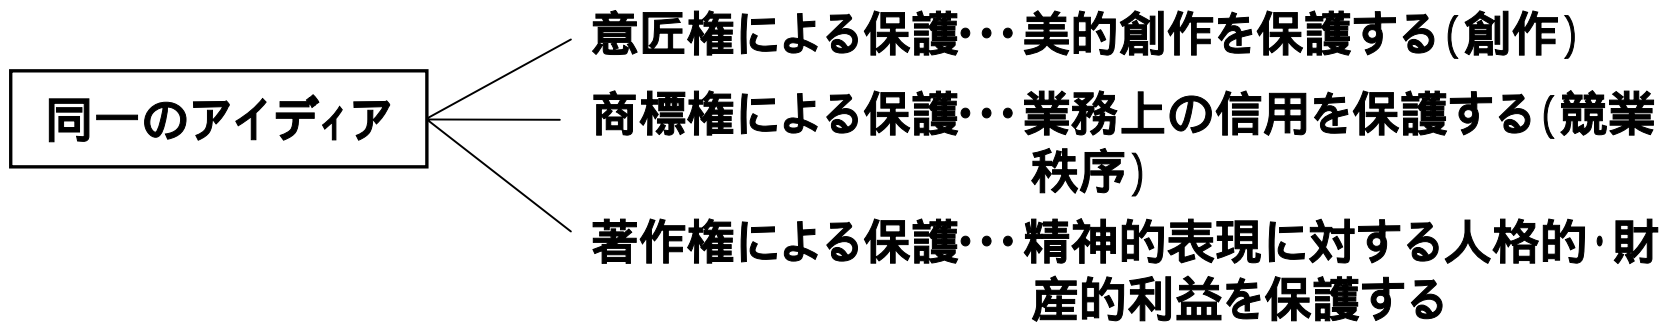 同一のアイディア
意匠権による保護･･･美的創作を保護する(創作)
商標権による保護･･･業務上の信用を保護する(競業
秩序)
著作権による保護･･･精神的表現に対する人格的･財
産的利益を保護する